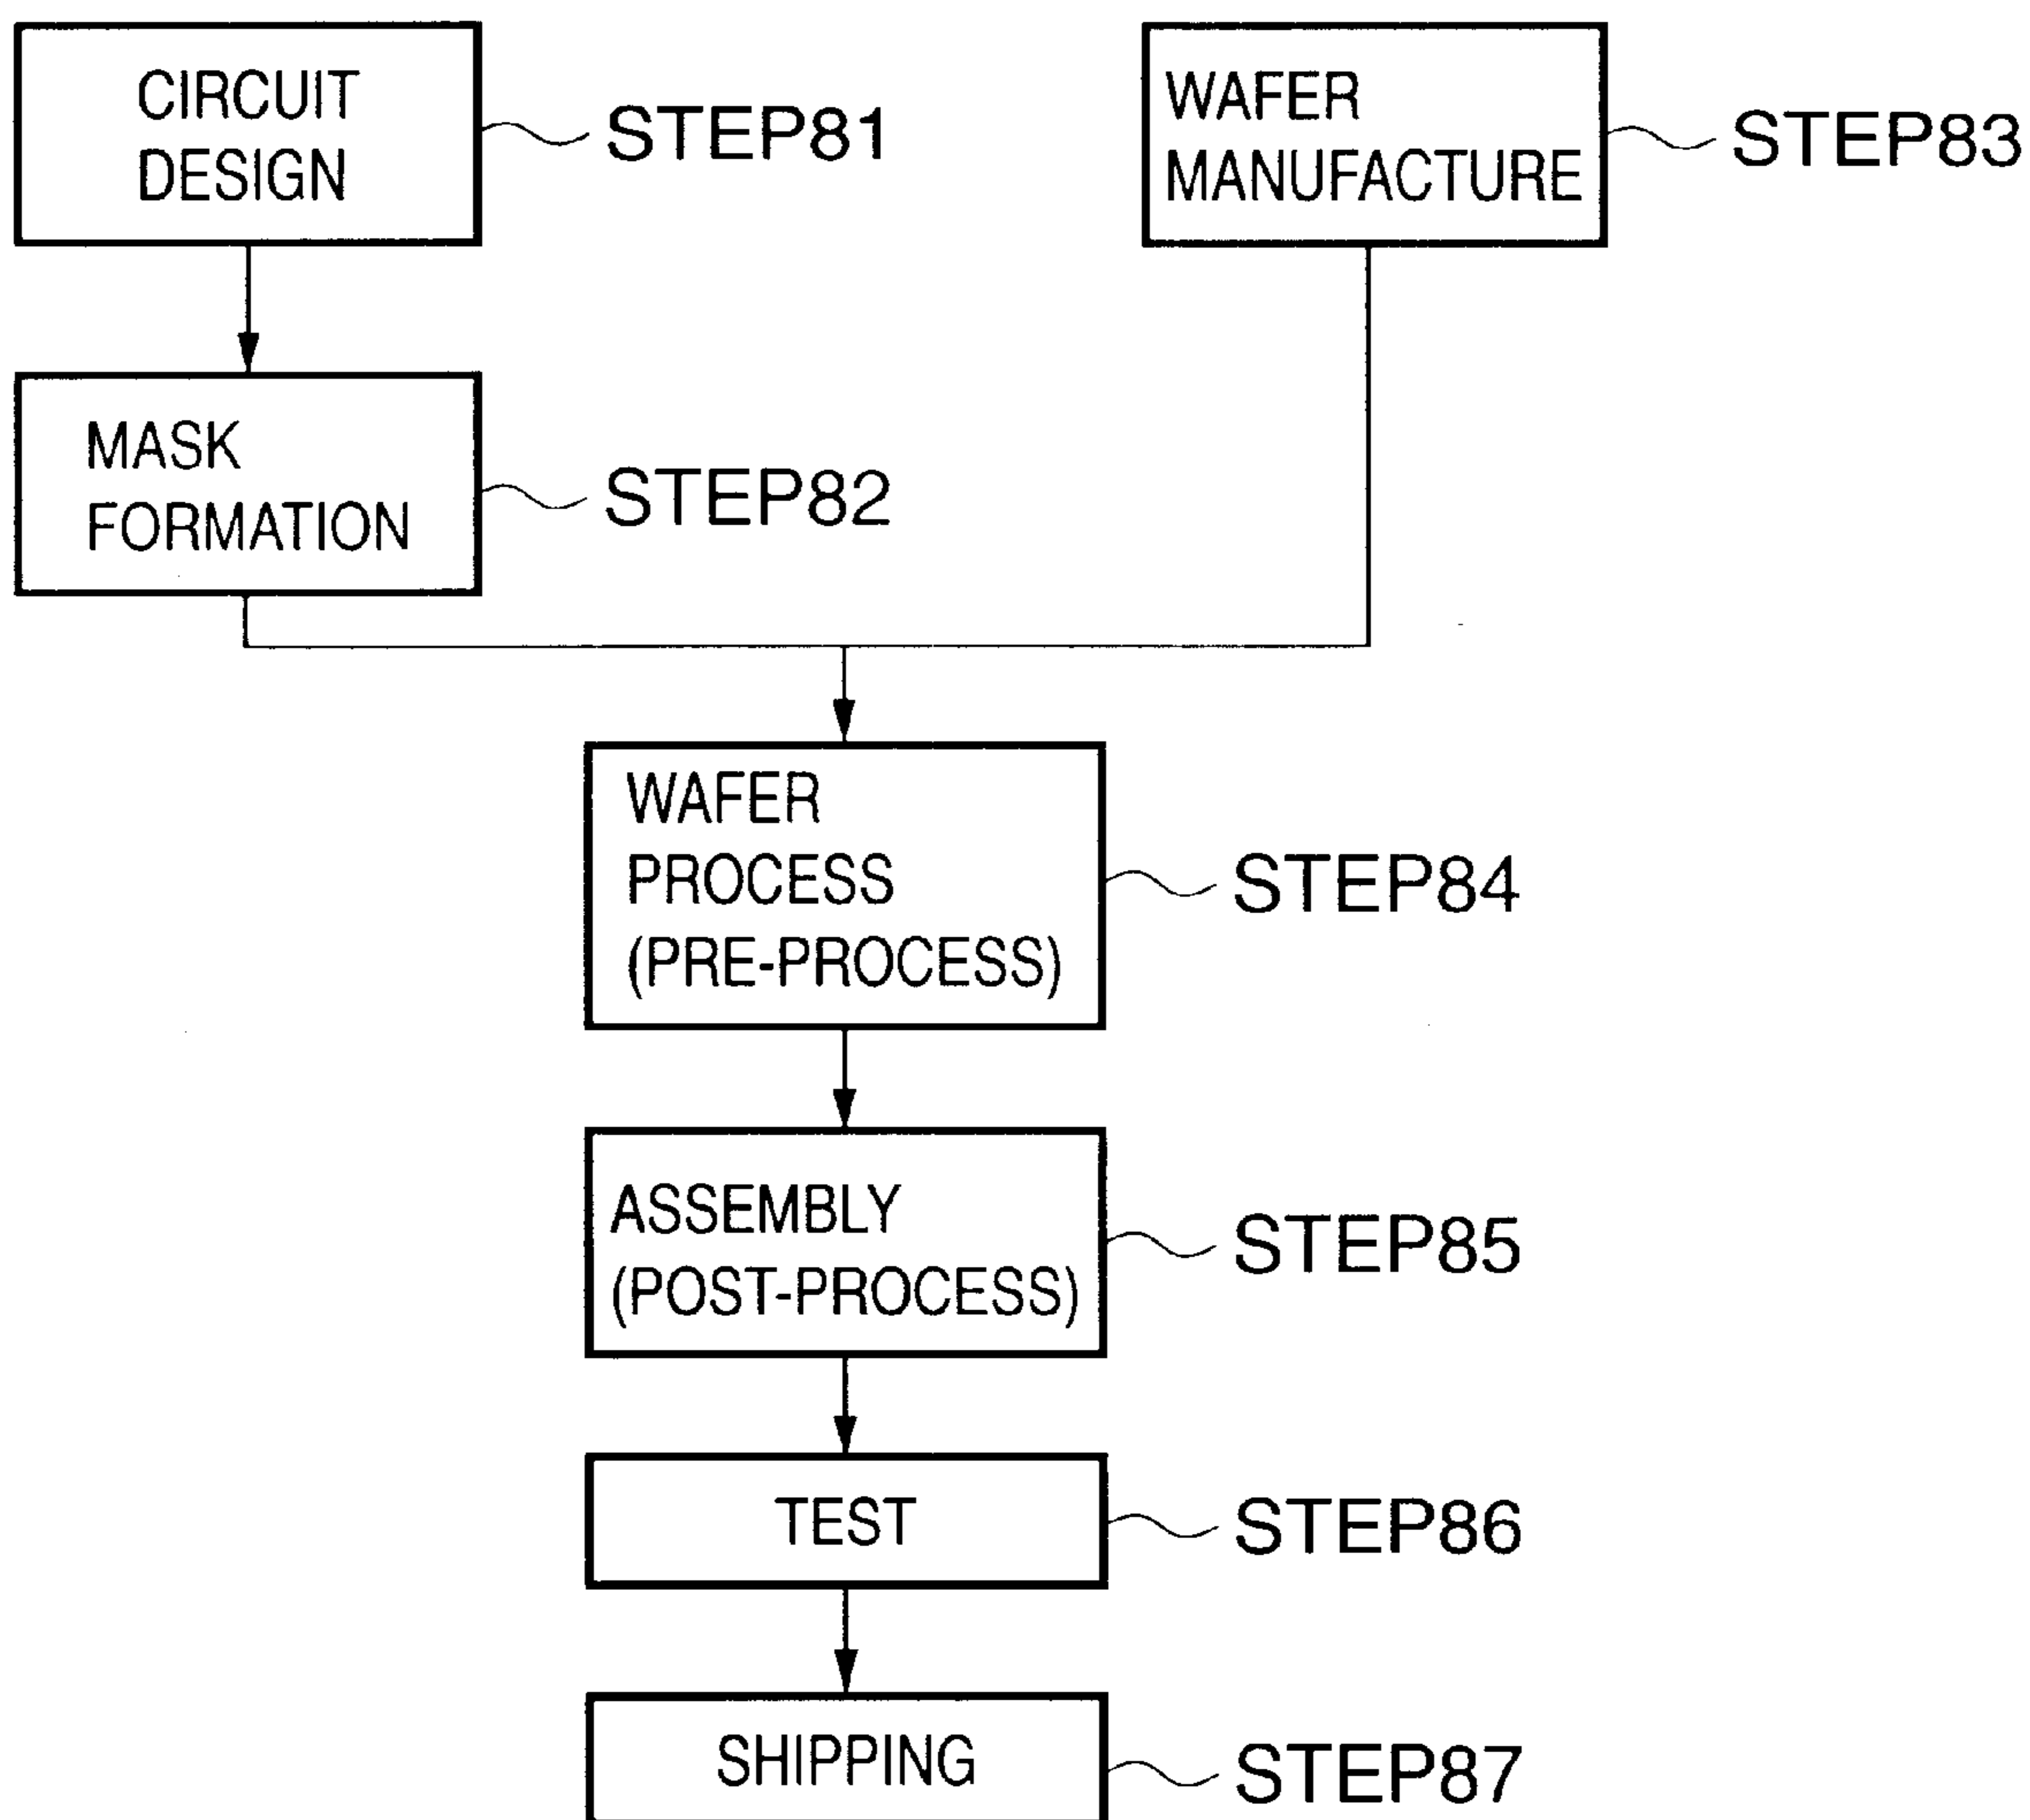 CIRCUIT
DESIGN
STEP81
WAFER
MANUFACTURE
STEP83
MASK
FORMATION
STEP82
WAFER
PROCESS
(PRE-PROCESS)
STEP84
ASSEMBLY
(POST-PROCESS)
STEP85
TEST
STEP86
SHIPPING
STEP87